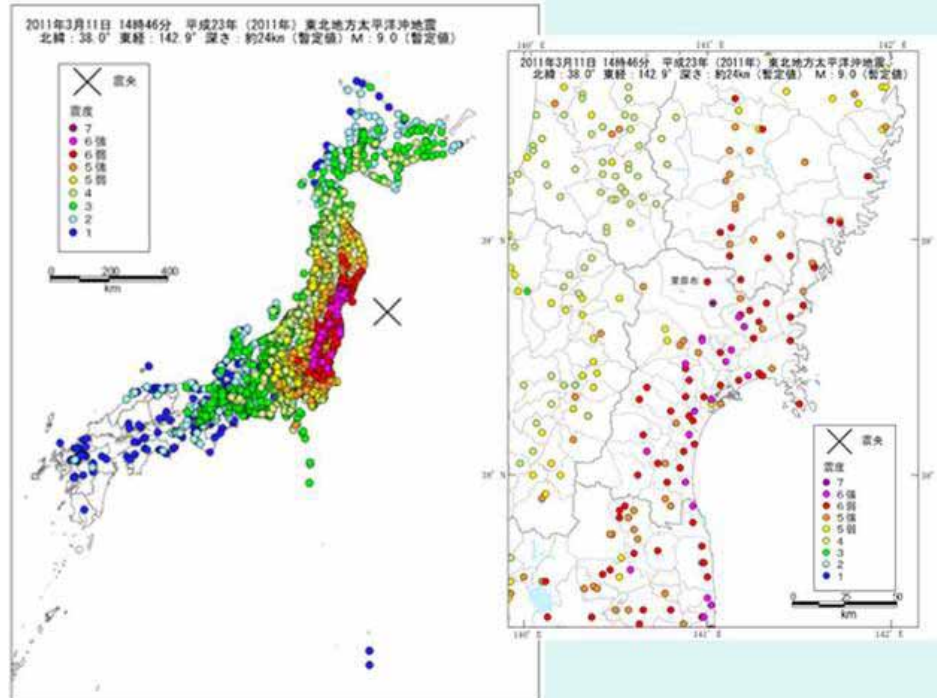 2011年3月11日 14時46分 平成23年（2011年）東北地方太平洋沖地震
北緯：38.0° 東経：142.9° 深さ：約24km（暫定値）M：9.0（暫定値）
震央
震度
7
6強
6弱
5強
5弱
4
3
2
1
0 200 400
km
140°E 141°E 142°E
2011年3月11日 14時46分 平成23年（2011年）東北地方太平洋沖地震
北緯：38.0° 東経：142.9° 深さ：約24km（暫定値）M：9.0（暫定値）
栗原市
震央
震度
7
6強
6弱
5強
5弱
4
3
2
1
0 25 50
km
140°E 141°E 142°E